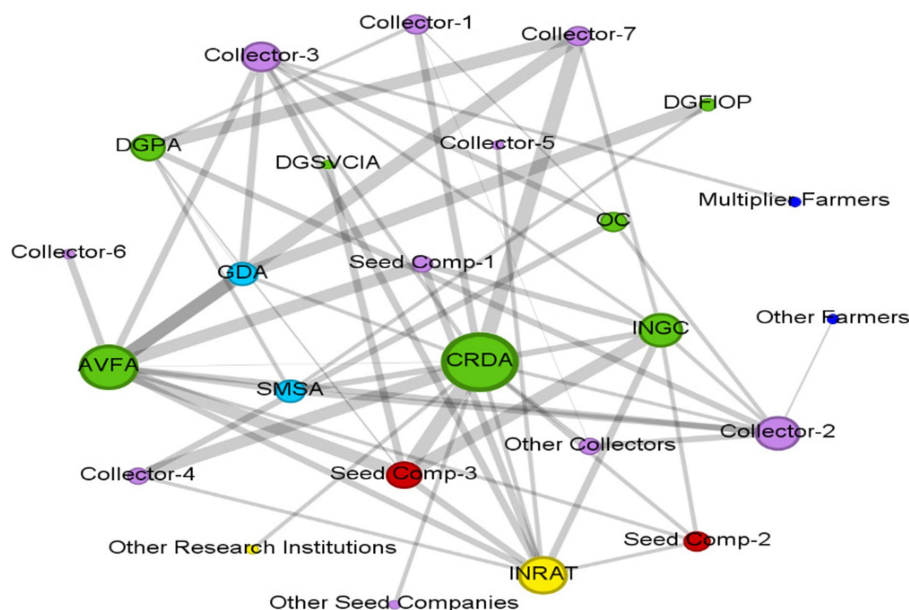 Collector-1
Collector-7
Collector-3
DGFIOP
DGPA
Collector-5
DGSVCIA
Multiplier Farmers
OC
Collector-6
Seed Comp-1
GDA
Other Farmers
INGC
CRDA
AVFA
SMSA
Collector-2
Other Collectors
Collector-4
Seed Comp-3
Seed Comp-2
Other Research Institutions
INRAT
Other Seed Companies